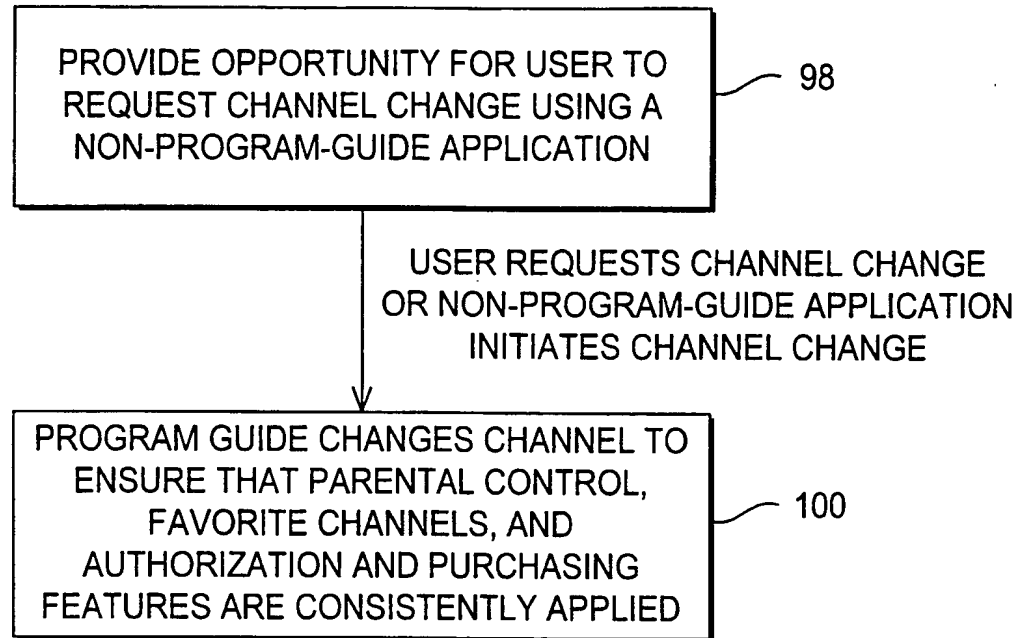 PROVIDE OPPORTUNITY FOR USER TO
REQUEST CHANNEL CHANGE USING A
NON-PROGRAM-GUIDE APPLICATION
98
USER REQUESTS CHANNEL CHANGE
OR NON-PROGRAM-GUIDE APPLICATION
INITIATES CHANNEL CHANGE
PROGRAM GUIDE CHANGES CHANNEL TO
ENSURE THAT PARENTAL CONTROL,
FAVORITE CHANNELS, AND
AUTHORIZATION AND PURCHASING
FEATURES ARE CONSISTENTLY APPLIED
100